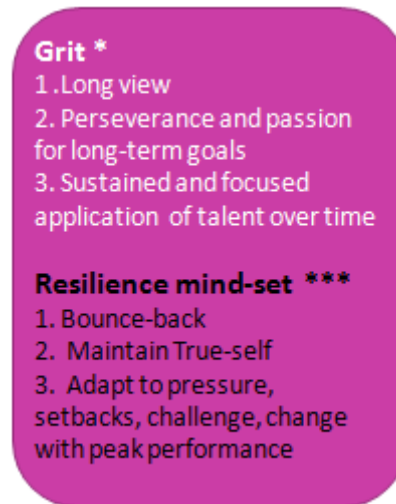 Grit *
1 .Long view
2. Perseverance and passion
for long-term goals
3. Sustained and focused
application of talent over time
Resilience mind-set ***
1. Bounce-back
2. Maintain True-self
3. Adapt to pressure,
setbacks, challenge, change
with peak performance